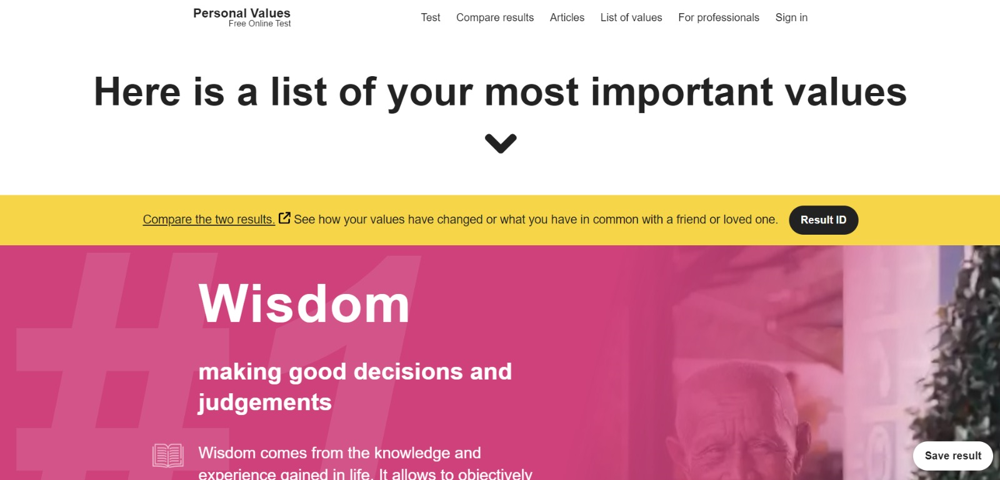 Personal Values
Free Online Test
Test Compare results Articles List of values For professionals Sign in
Here is a list of your most important values
Compare the two results. See how your values have changed or what you have in common with a friend or loved one. Result ID
#1
Wisdom
making good decisions and
judgements
Wisdom comes from the knowledge and
experience gained in life. It allows to objectively
Save result